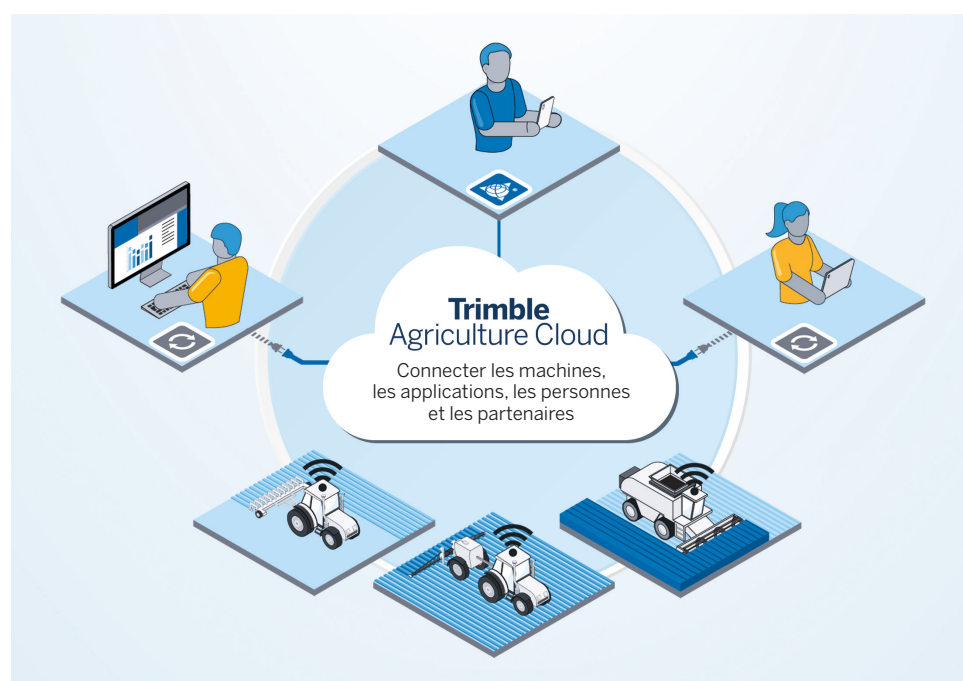 Trimble
Agriculture Cloud
Connecter les machines,
les applications, les personnes
et les partenaires